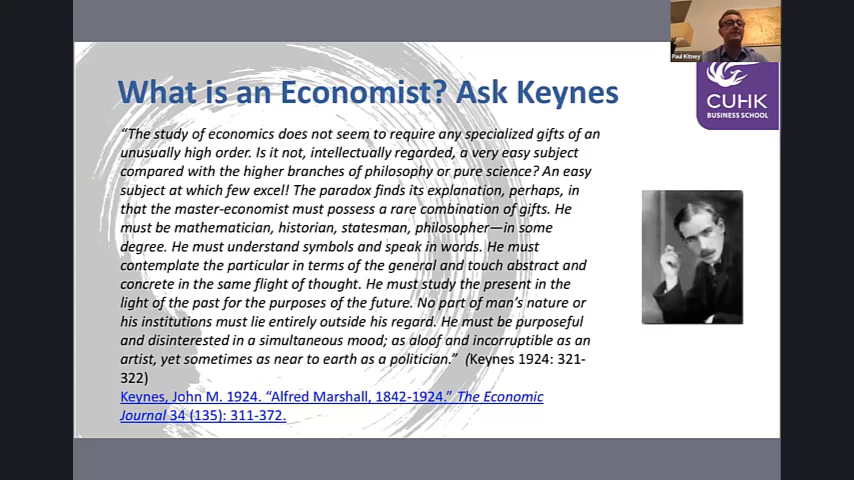 Paul Kitney
CUHK
BUSINESS SCHOOL
What is an Economist? Ask Keynes
“The study of economics does not seem to require any specialized gifts of an
unusually high order. Is it not, intellectually regarded, a very easy subject
compared with the higher branches of philosophy or pure science? An easy
subject at which few excel! The paradox finds its explanation, perhaps, in
that the master-economist must possess a rare combination of gifts. He
must be mathematician, historian, statesman, philosopher—in some
degree. He must understand symbols and speak in words. He must
contemplate the particular in terms of the general and touch abstract and
concrete in the same flight of thought. He must study the present in the
light of the past for the purposes of the future. No part of man’s nature or
his institutions must lie entirely outside his regard. He must be purposeful
and disinterested in a simultaneous mood; as aloof and incorruptible as an
artist, yet sometimes as near to earth as a politician.” (Keynes 1924: 321-
322)
Keynes, John M. 1924. “Alfred Marshall, 1842-1924.” The Economic
Journal 34 (135): 311-372.